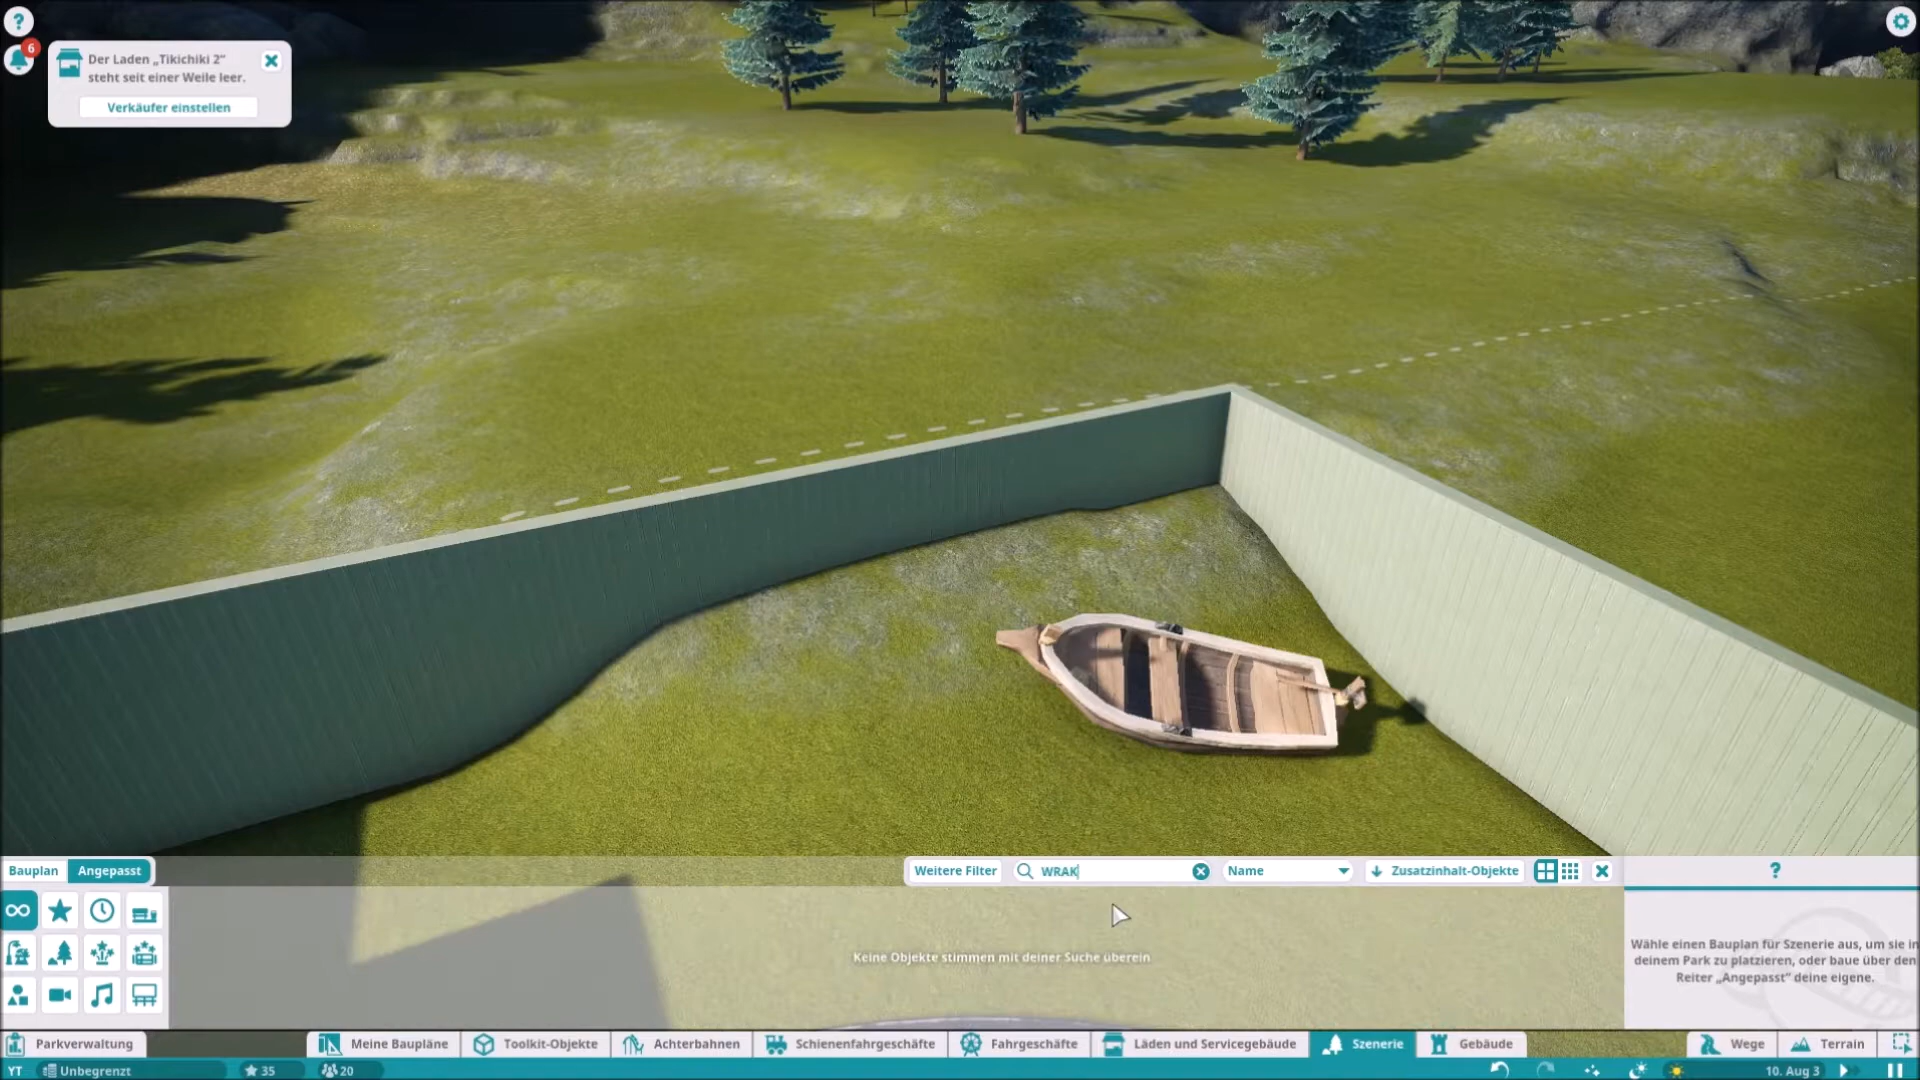 6
Der Laden „Tikichiki 2“
steht seit einer Weile leer.
Verkäufer einstellen
Bauplan
Angepasst
Weitere Filter
WRAK
Name
Zusatzinhalt-Objekte
Keine Objekte stimmen mit deiner Suche überein
Wähle einen Bauplan für Szenerie aus, um sie in
deinem Park zu platzieren, oder baue über den
Reiter „Angepasst“ deine eigene.
Parkverwaltung
Meine Baupläne
Toolkit-Objekte
Achterbahnen
Schienenfahrgeschäfte
Fahrgeschäfte
Läden und Servicegebäude
Szenerie
Gebäude
Wege
Terrain
YT
Unbegrenzt
35
20
10. Aug 3